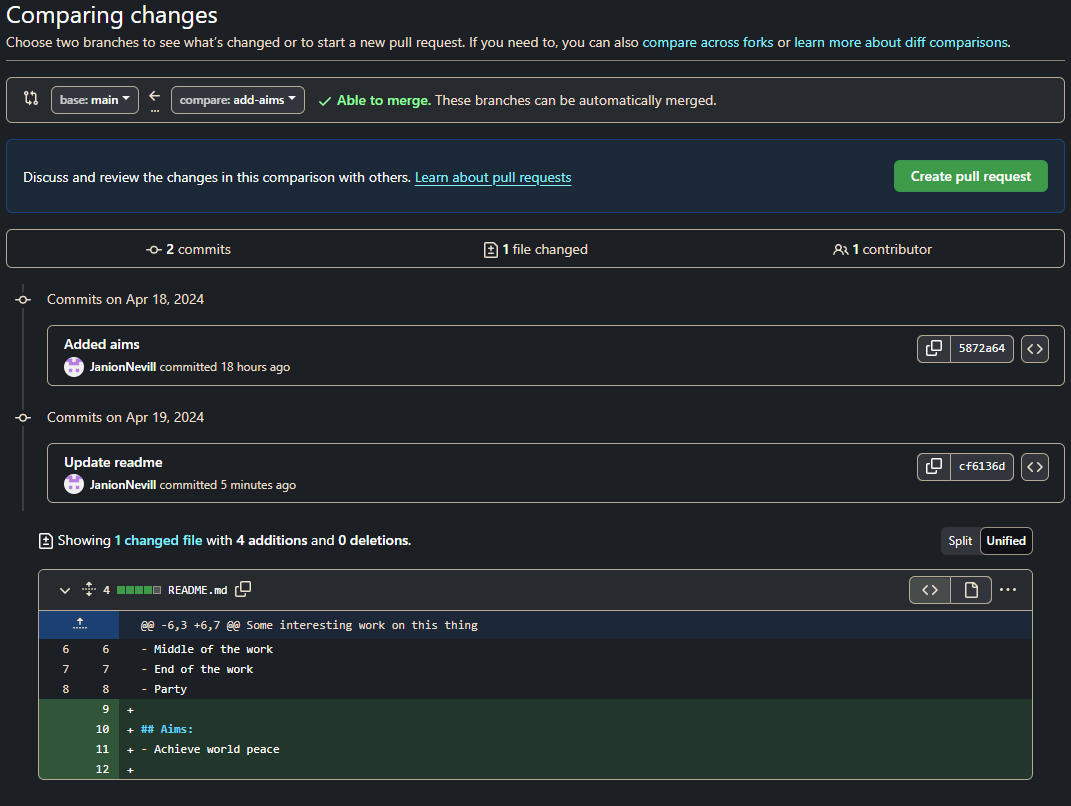 Comparing changes
Choose two branches to see what's changed or to start a new pull request. If you need to, you can also compare across forks or learn more about diff comparisons.
base: main ← ... compare: add-aims ✓ Able to merge. These branches can be automatically merged.
Discuss and review the changes in this comparison with others. Learn about pull requests Create pull request
2 commits 1 file changed 1 contributor
Commits on Apr 18, 2024
Added aims
5872a64
JanionNevill committed 18 hours ago
Commits on Apr 19, 2024
Update readme
cf6136d
JanionNevill committed 5 minutes ago
Showing 1 changed file with 4 additions and 0 deletions. Split Unified
4 README.md
@@ -6,3 +6,7 @@ Some interesting work on this thing
6 6 - Middle of the work
7 7 - End of the work
8 8 - Party
9 +
10 + ## Aims:
11 + - Achieve world peace
12 +